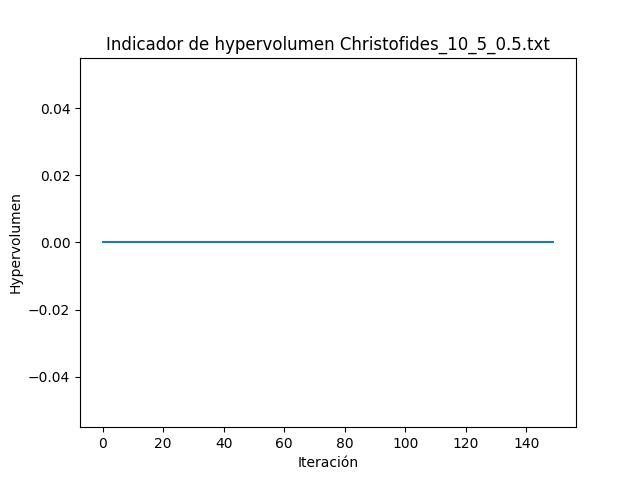 Indicador de hypervolumen Christofides_10_5_0.5.txt
0.04
0.02
0.00
−0.02
−0.04
Hypervolumen
0 20 40 60 80 100 120 140
Iteración